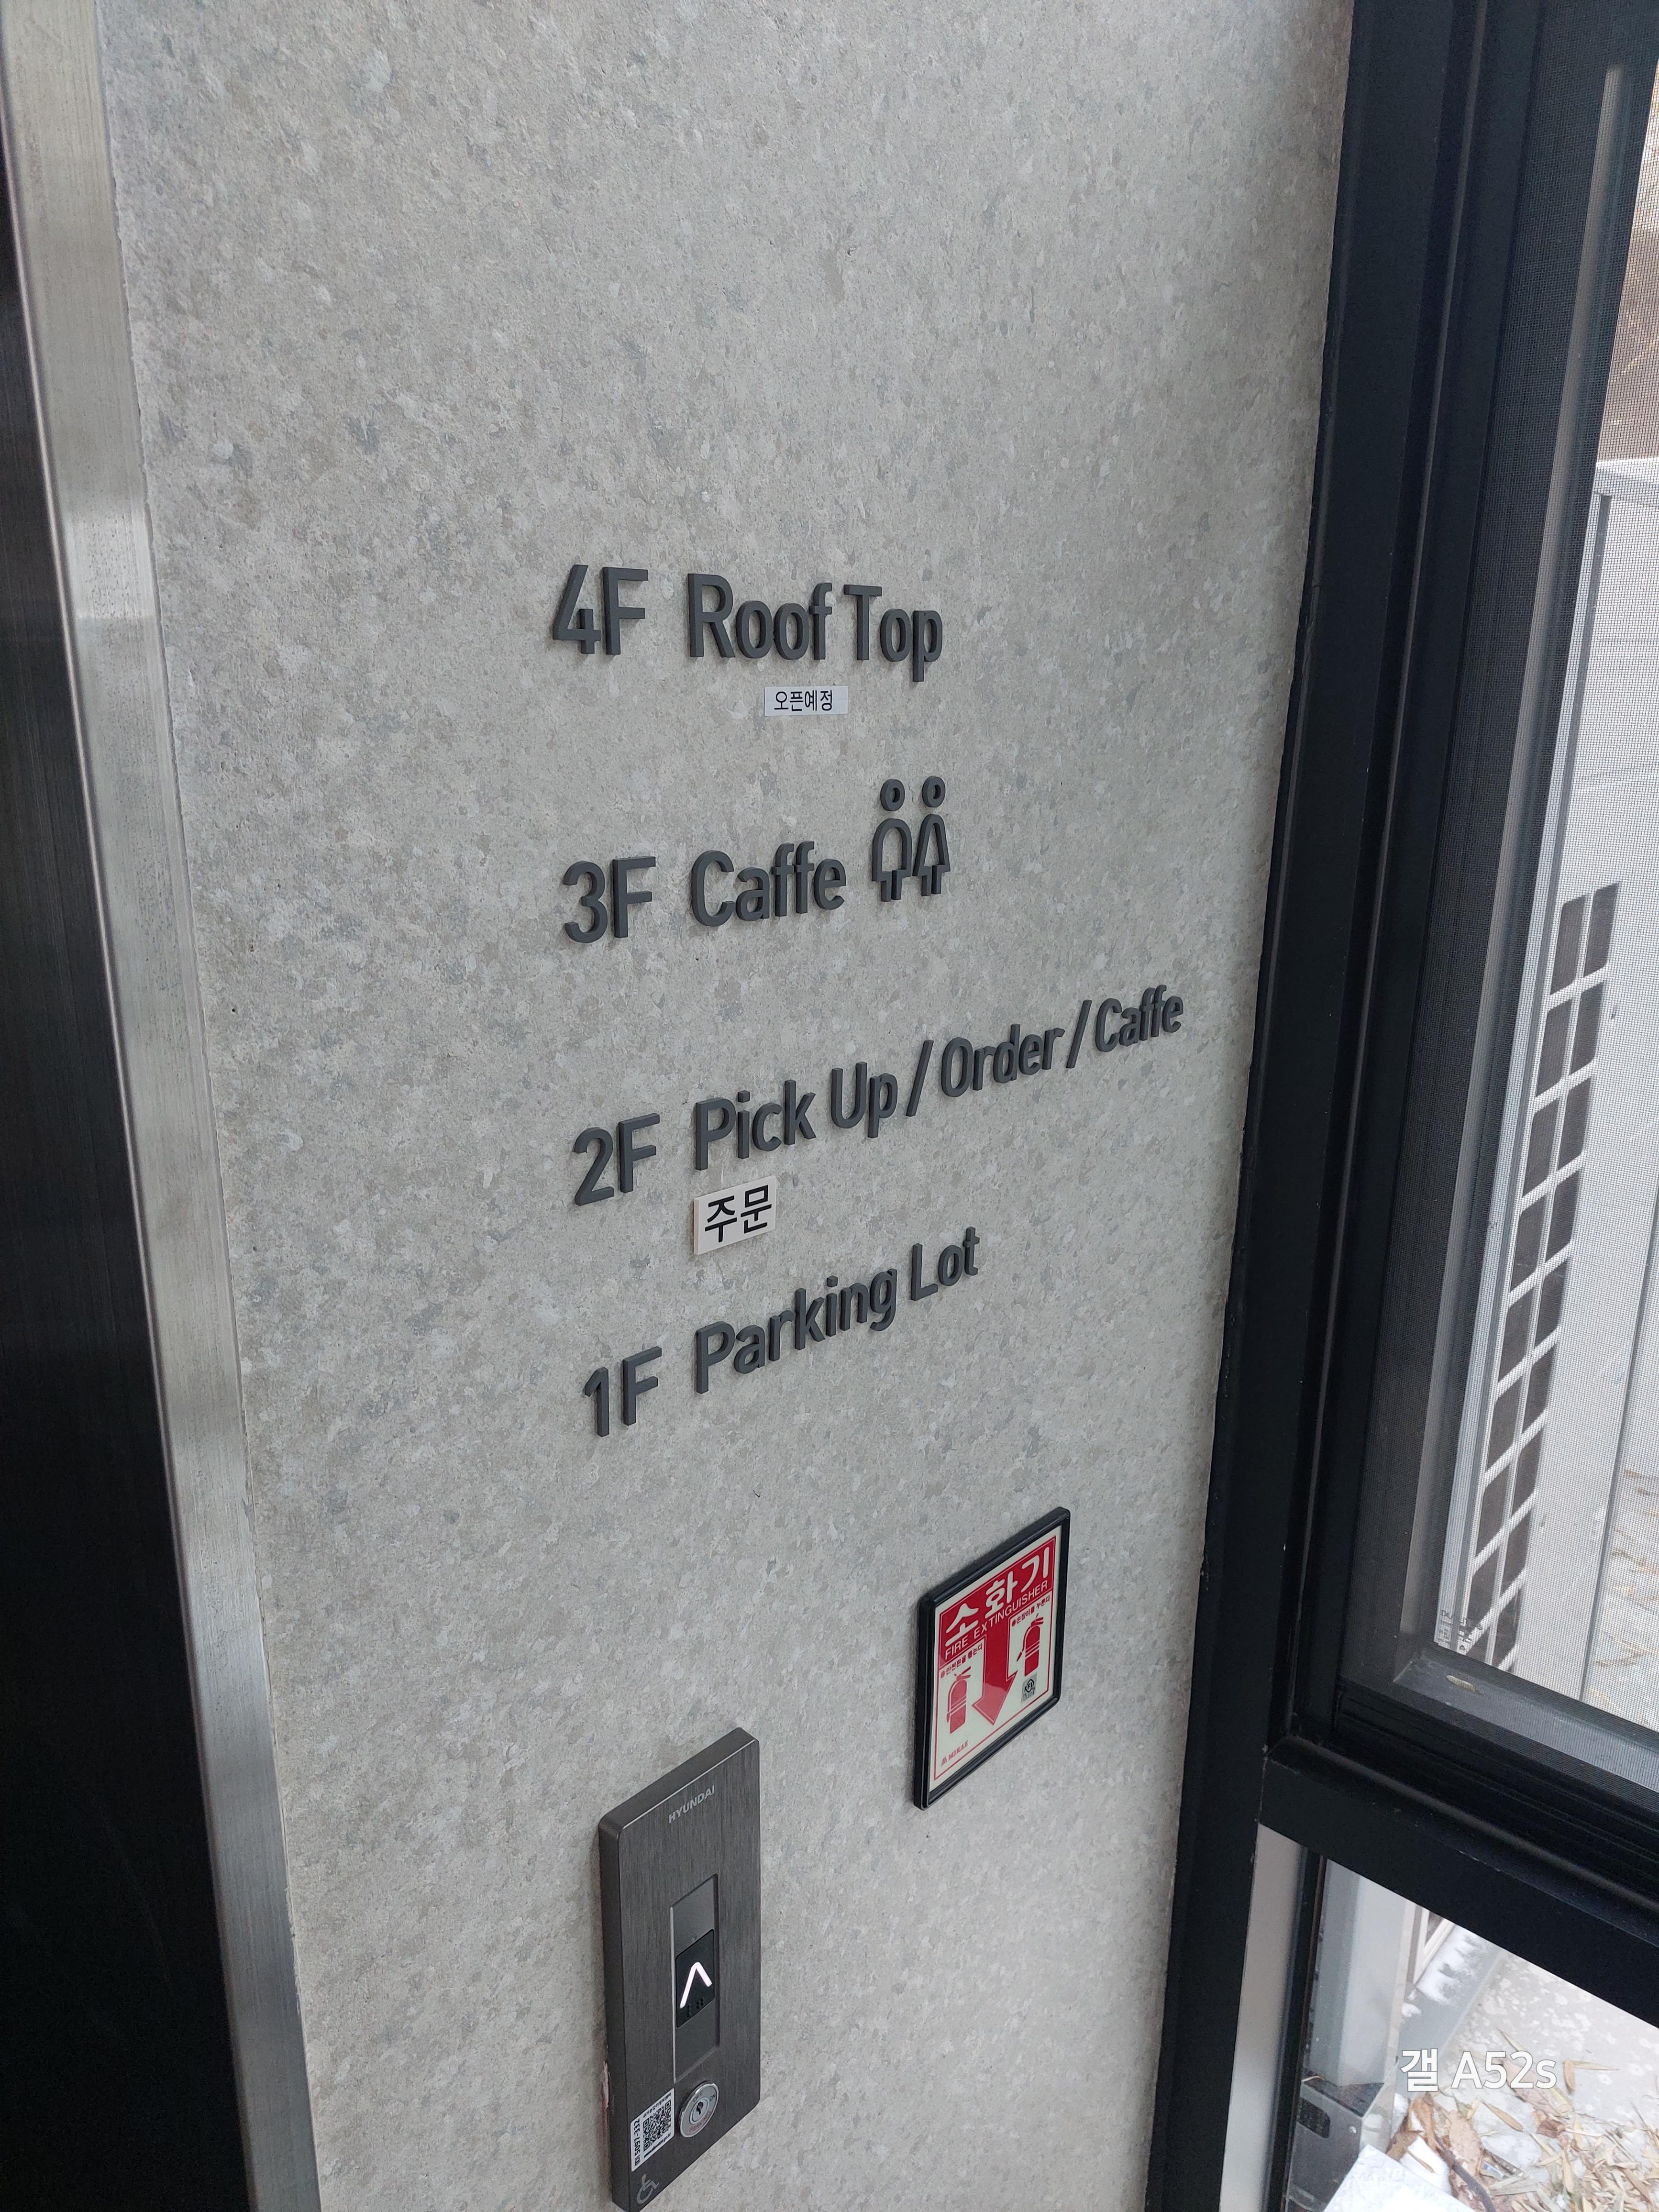 4F Roof Top
오픈예정
3F Caffe
2F Pick Up / Order / Caffe
주문
1F Parking Lot
소화기
FIRE EXTINGUISHER
HYUNDAI
갤 A52s